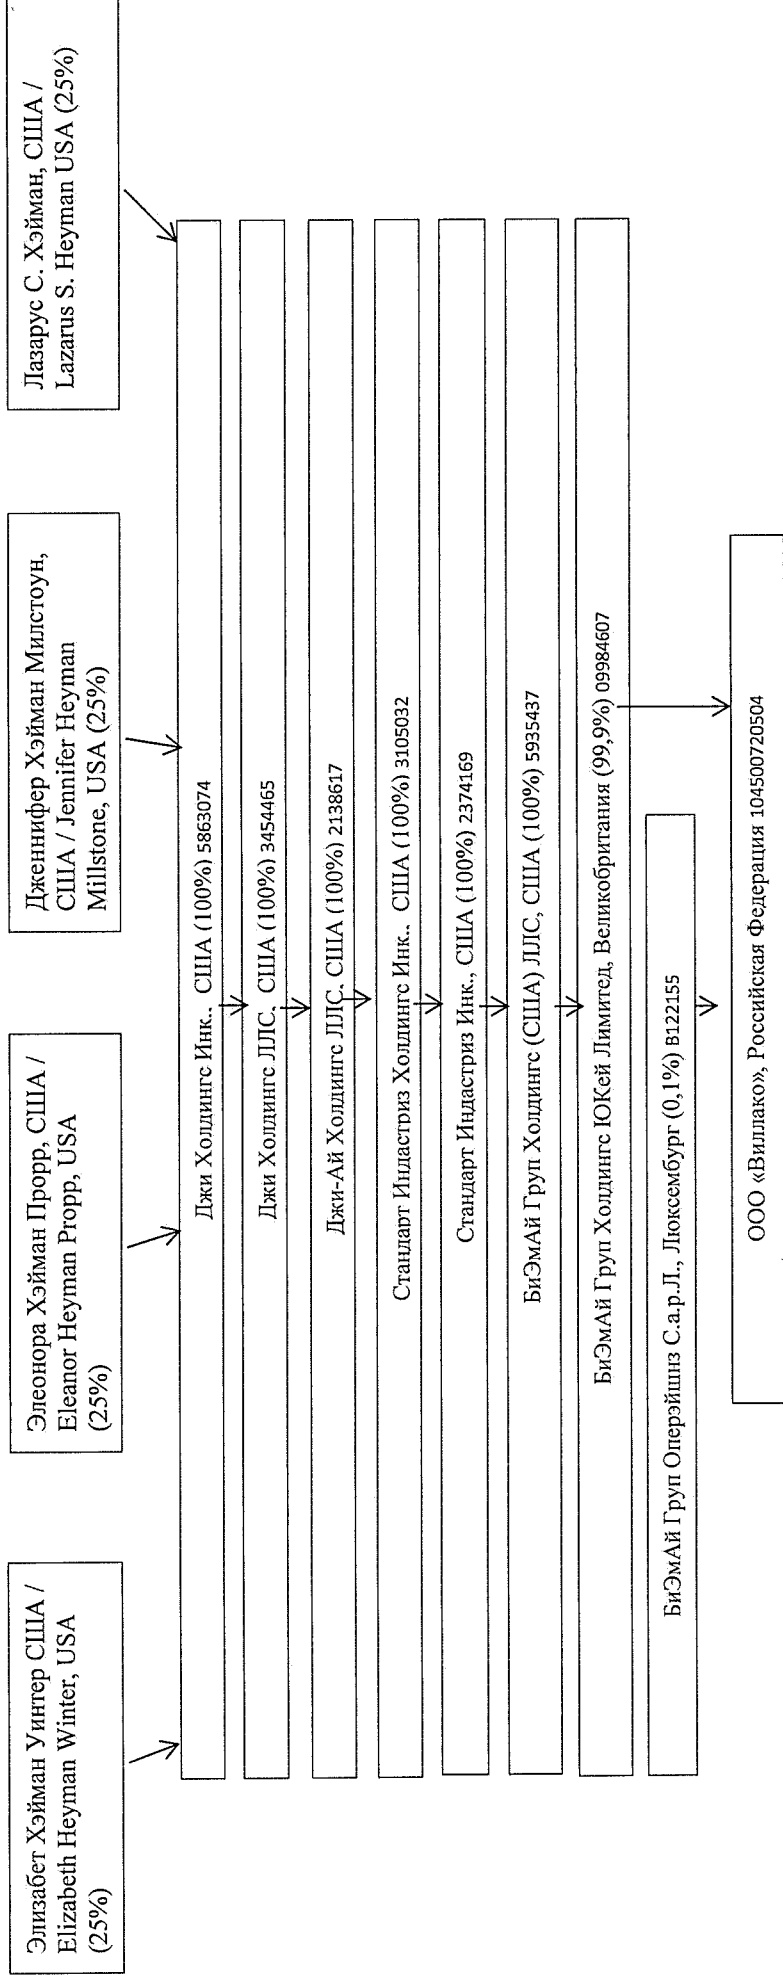 Элизабет Хэйман Уинтер США /
Elizabeth Heyman Winter, USA
(25%)
Элеонора Хэйман Прорр, США /
Eleanor Heyman Propp, USA
(25%)
Дженнифер Хэйман Милстоун,
США / Jennifer Heyman
Millstone, USA (25%)
Лазарус С. Хэйман, США /
Lazarus S. Heyman USA (25%)
Джи Холдингс Инк., США (100%) 5863074
Джи Холдингс ЛЛС, США (100%) 3454465
Джи-Ай Холдингс ЛЛС, США (100%) 2138617
Стандарт Индастриз Холдингс Инк., США (100%) 3105032
Стандарт Индастриз Инк., США (100%) 2374169
БиЭмАй Груп Холдингс (США) ЛЛС, США (100%) 5935437
БиЭмАй Груп Холдингс ЮКей Лимитед, Великобритания (99,9%) 09984607
БиЭмАй Груп Оперэйшнз С.а.р.Л., Люксембург (0,1%) B122155
ООО «Виллако», Российская Федерация 104500720504